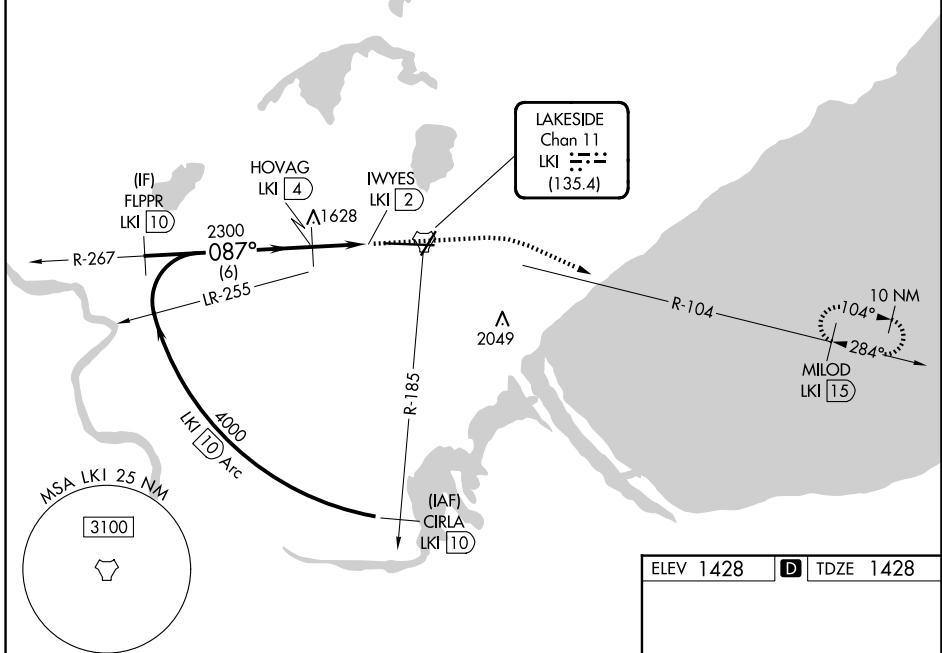 LAKESIDE
Chan 11
LKI
(135.4)
HOVAG
LKI 4
IWYES
LKI 2
(IF)
FLPPR
LKI 10
1628
2300
087°
(6)
R-267
LR-255
R-104
10 NM
104°
284°
2049
MILOD
LKI 15
R-185
4000
LKI 10 Arc
MSA LKI 25 NM
3100
(IAF)
CIRLA
LKI 10
ELEV 1428 D TDZE 1428